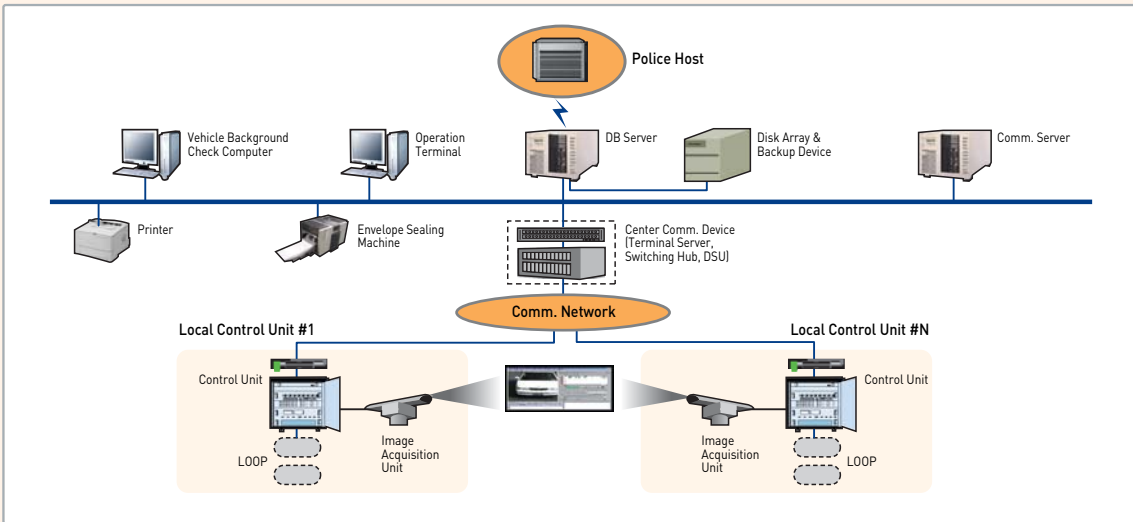 Police Host
Vehicle Background
Check Computer
Operation
Terminal
DB Server
Disk Array &
Backup Device
Comm. Server
Printer
Envelope Sealing
Machine
Center Comm. Device
(Terminal Server,
Switching Hub, DSU)
Comm. Network
Local Control Unit #1
Local Control Unit #N
Control Unit
Control Unit
Image
Acquisition
Unit
Image
Acquisition
Unit
LOOP
LOOP